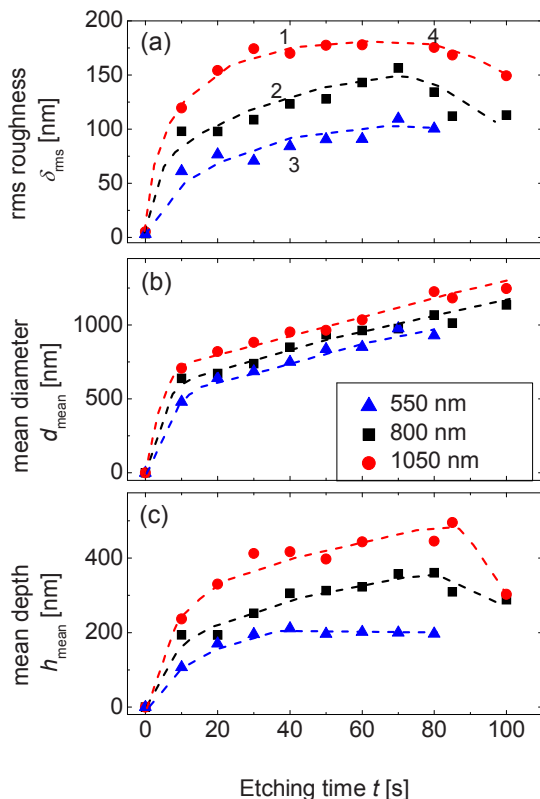 (a)
1
4
2
3
200
150
100
50
0
rms roughness
δrms [nm]
(b)
1000
500
0
mean diameter
dmean [nm]
550 nm
800 nm
1050 nm
(c)
400
200
0
mean depth
hmean [nm]
0 20 40 60 80 100
Etching time t [s]